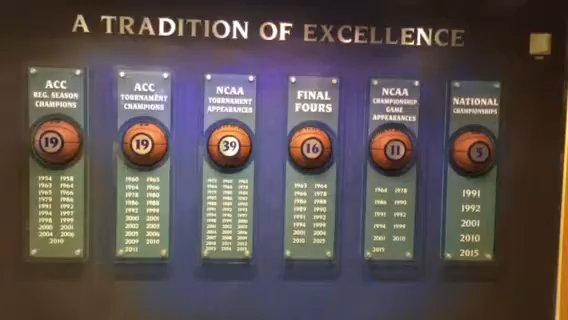 A TRADITION OF EXCELLENCE
ACC
REG. SEASON
CHAMPIONS
19
1954 1958
1963 1964
1965 1966
1979 1986
1991 1992
1994 1997
1998 1999
2000 2001
2004 2006
2010
ACC
TOURNAMENT
CHAMPIONS
19
1960 1963
1964 1966
1978 1980
1986 1988
1992 1999
2000 2001
2002 2003
2005 2006
2009 2010
2011
NCAA
TOURNAMENT
APPEARANCES
39
FINAL
FOURS
16
1963 1964
1966 1978
1986 1988
1989 1990
1991 1992
1994 1999
2001 2004
2010 2015
NCAA
CHAMPIONSHIP
GAME
APPEARANCES
11
1964 1978
1986 1990
1991 1992
1994 1999
2001 2010
2015
NATIONAL
CHAMPIONSHIPS
5
1991
1992
2001
2010
2015